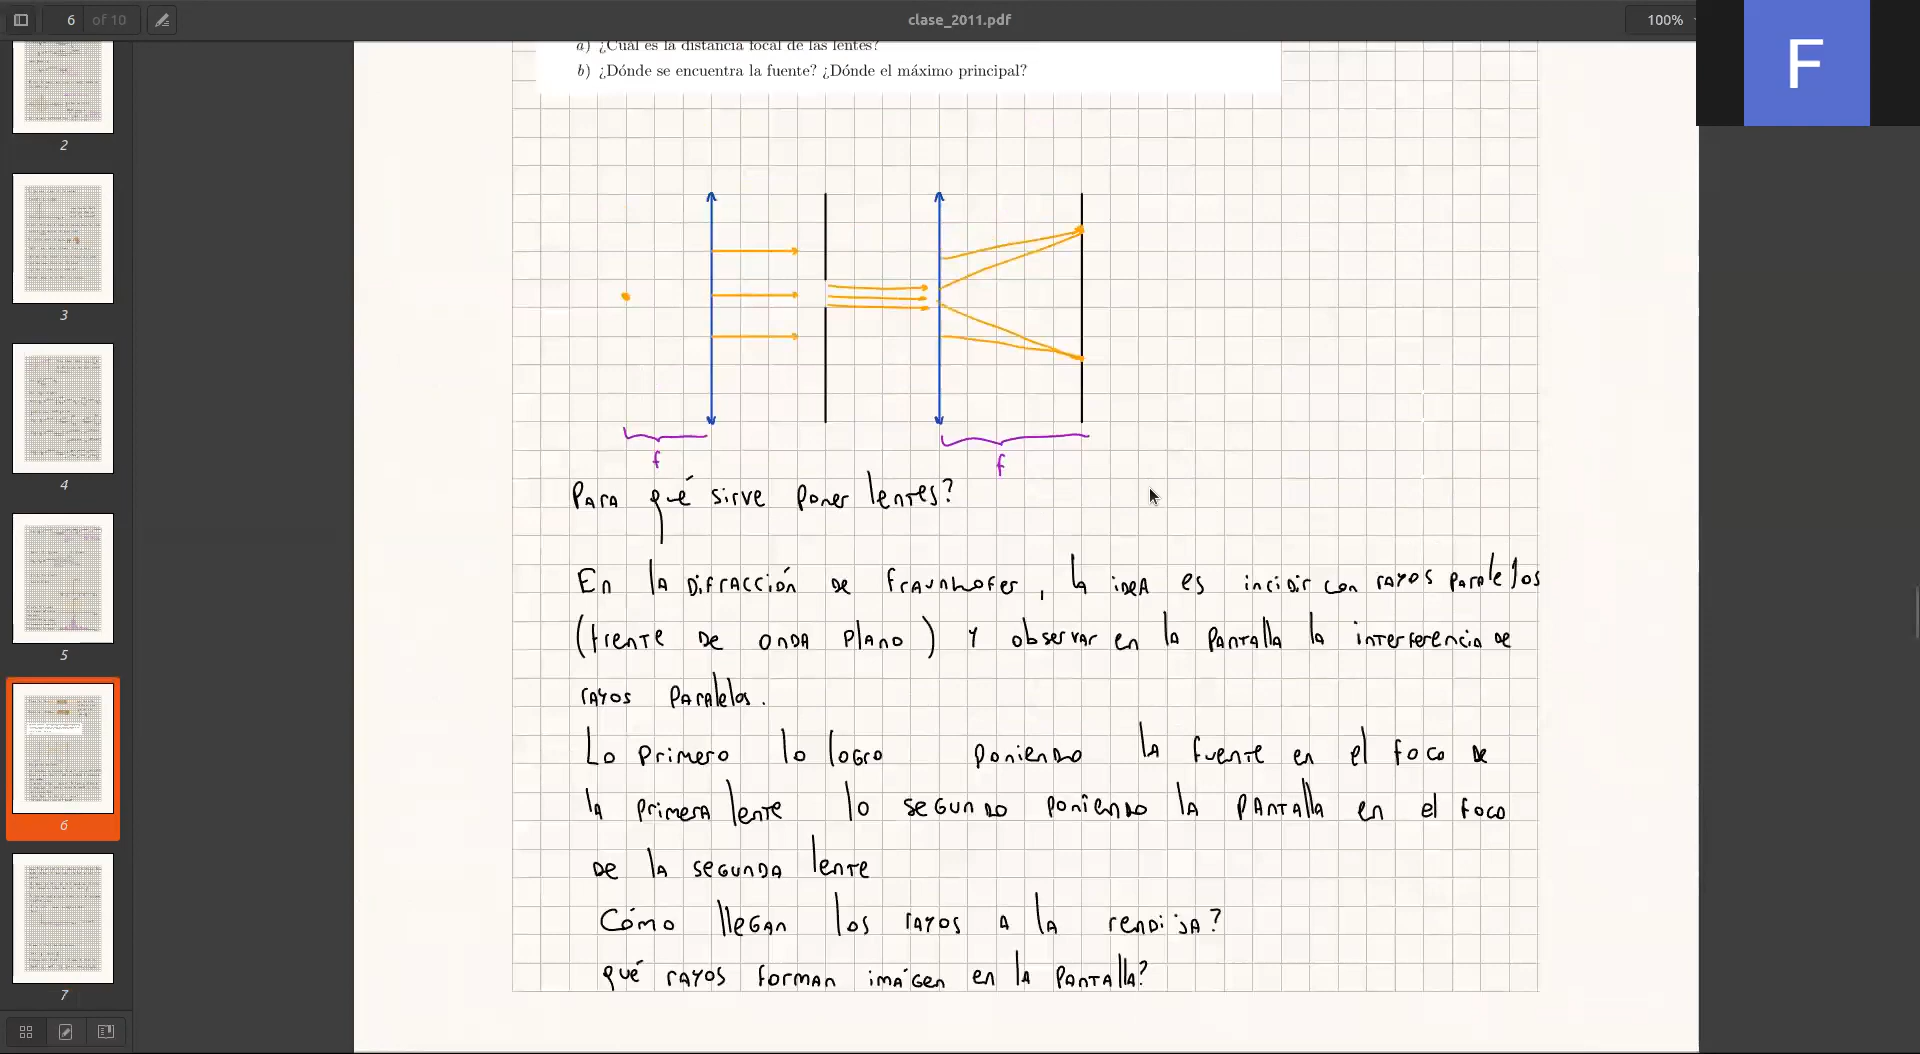 6 of 10
clase_2011.pdf
100%
F
a) ¿Cuál es la distancia focal de las lentes?
b) ¿Dónde se encuentra la fuente? ¿Dónde el máximo principal?
f
f
Para qué sirve poner lentes?
En la difracción de Fraunhofer, la idea es incidir con rayos paralelos
(frente de onda plano) y observar en la pantalla la interferencia de
rayos paralelos.
Lo primero lo logro poniendo la fuente en el foco de
la primera lente lo segundo poniendo la pantalla en el foco
de la segunda lente
Cómo llegan los rayos a la rendija?
qué rayos forman imágen en la pantalla?
2
3
4
5
6
7